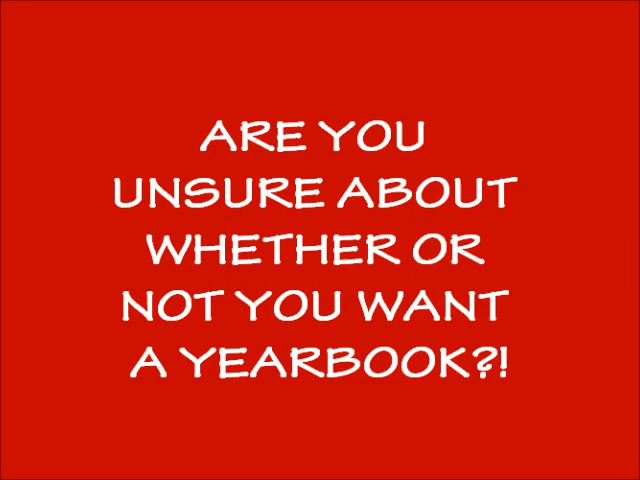 ARE YOU
UNSURE ABOUT
WHETHER OR
NOT YOU WANT
A YEARBOOK?!